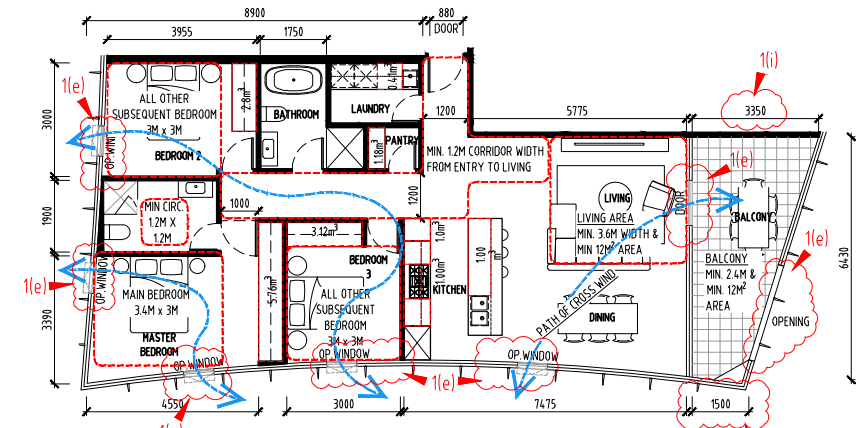 8900
880
DOOR
3955
1750
1(i)
1(e)
ALL OTHER
SUBSEQUENT BEDROOM
3M x 3M
BEDROOM 2
OP.WIN
2.8m³
BATHROOM
LAUNDRY
0.41m³
PANTRY
1.18m³
1200
5775
3350
3000
MIN. 1.2M CORRIDOR WIDTH
FROM ENTRY TO LIVING
1(e)
LIVING
LIVING AREA
MIN. 3.6M WIDTH &
MIN 12M² AREA
DOOR
BALCONY
BALCONY
MIN. 2.4M &
MIN. 12M²
AREA
1(e)
OPENING
6430
1900
MIN CIRC.
1.2M X
1.2M
1000
1200
3.12m³
1.0m³
1.00m³
1.00
m³
KITCHEN
BEDROOM
3
ALL OTHER
SUBSEQUENT
BEDROOM
3M x 3M
OP WINDOW
5.76m³
1(e)
OP.WINDOW
MAIN BEDROOM
3.4M x 3M
MASTER
BEDROOM
OP.WINDOW
3390
PATH OF CROSS WIND
DINING
OP.WINDOW
1(e)
1(e)
4550
3000
7475
1500